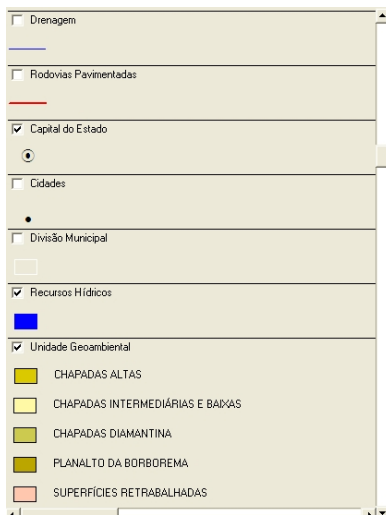 Drenagem
Rodovias Pavimentadas
Capital do Estado
Cidades
Divisão Municipal
Recursos Hídricos
Unidade Geoambiental
CHAPADAS ALTAS
CHAPADAS INTERMEDIÁRIAS E BAIXAS
CHAPADAS DIAMANTINA
PLANALTO DA BORBOREMA
SUPERFÍCIES RETRABALHADAS